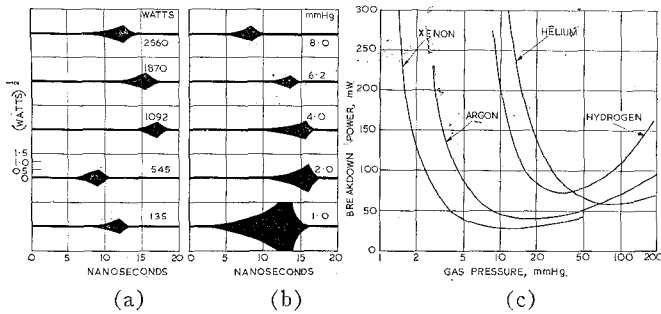 WATTS
2560
1870
1092
545
135
(WATTS) 1/2
1.5
1.0
0.5
0
0 5 10 15 20
NANOSECONDS
(a)
mmHg
8.0
6.2
4.0
2.0
1.0
0 5 10 15 20
NANOSECONDS
(b)
300
250
200
150
100
50
0
BREAKDOWN POWER, mW.
XENON
HELIUM
ARGON
HYDROGEN
1 2 5 10 20 50 100 200
GAS PRESSURE, mmHg.
(c)